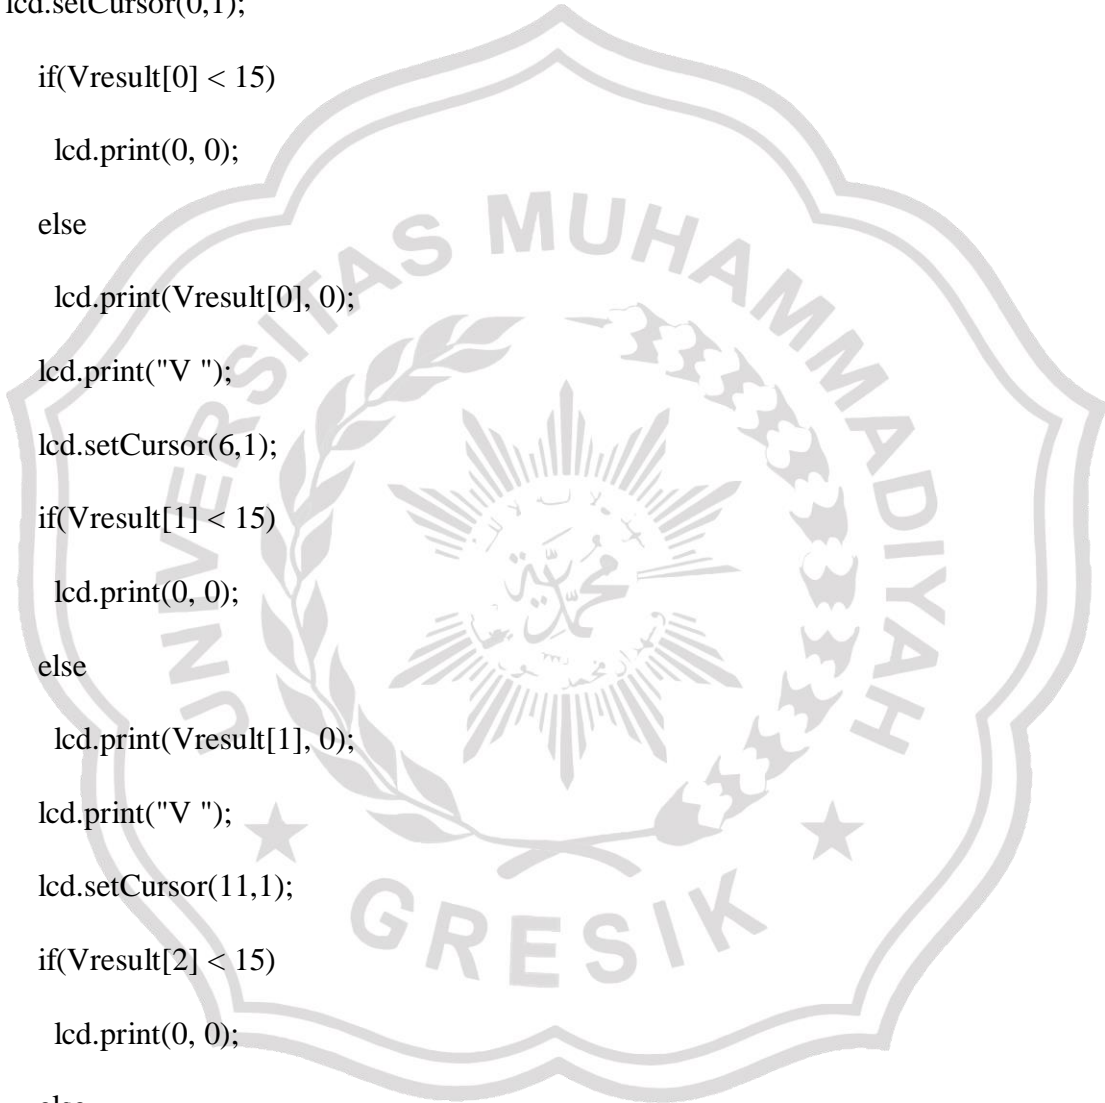 lcd.setCursor(0,1);
if(Vresult[0] < 15)
lcd.print(0, 0);
else
lcd.print(Vresult[0], 0);
lcd.print("V ");
lcd.setCursor(6,1);
if(Vresult[1] < 15)
lcd.print(0, 0);
else
lcd.print(Vresult[1], 0);
lcd.print("V ");
lcd.setCursor(11,1);
if(Vresult[2] < 15)
lcd.print(0, 0);
else
UNIVERSITAS MUHAMMADIYAH
GRESIK